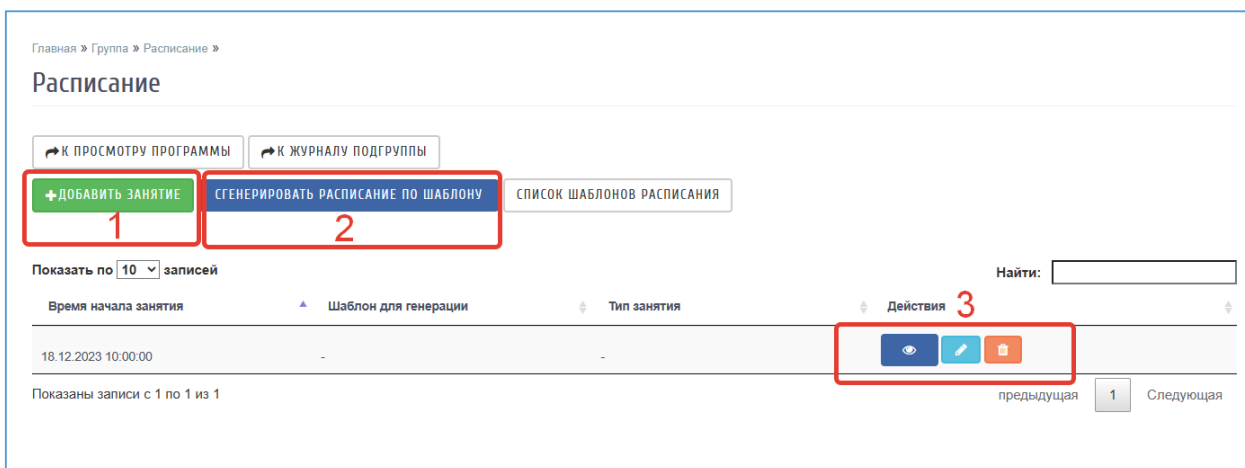 Главная » Группа » Расписание »
Расписание
К ПРОСМОТРУ ПРОГРАММЫ К ЖУРНАЛУ ПОДГРУППЫ
+ДОБАВИТЬ ЗАНЯТИЕ СГЕНЕРИРОВАТЬ РАСПИСАНИЕ ПО ШАБЛОНУ СПИСОК ШАБЛОНОВ РАСПИСАНИЯ
1 2
Показать по 10 записей Найти:
Время начала занятия Шаблон для генерации Тип занятия Действия 3
18.12.2023 10:00:00 - -
Показаны записи с 1 по 1 из 1 предыдущая 1 Следующая